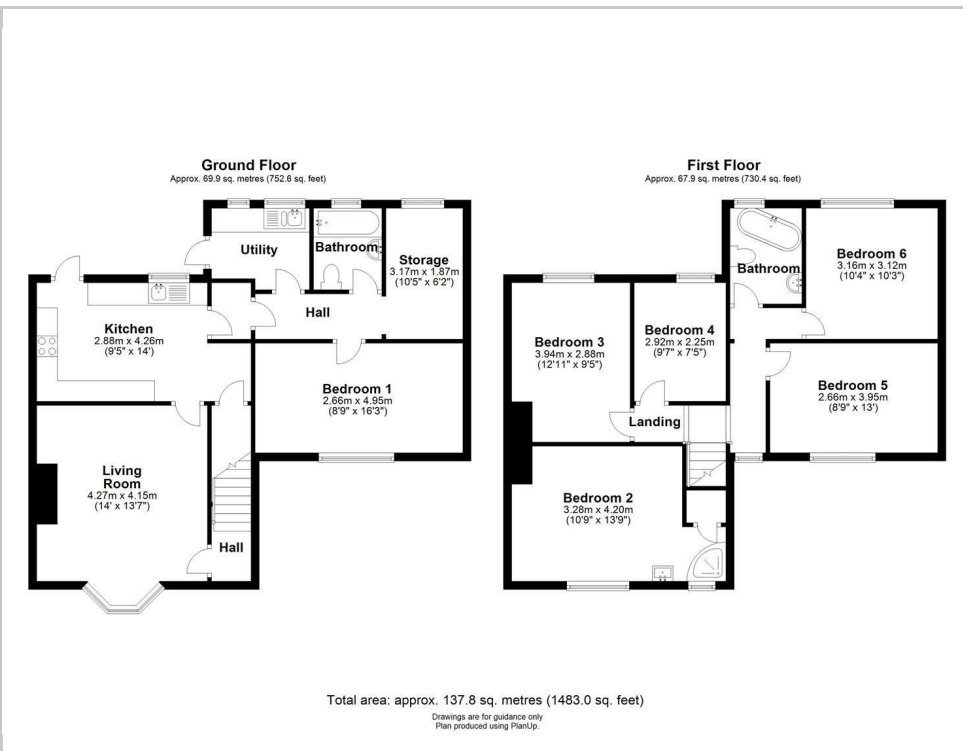 Ground Floor
Approx. 69.9 sq. metres (752.6 sq. feet)
Utility
Bathroom
Storage
3.17m x 1.87m
(10'5" x 6'2")
Kitchen
2.88m x 4.26m
(9'5" x 14')
Hall
Bedroom 1
2.66m x 4.95m
(8'9" x 16'3")
Living
Room
4.27m x 4.15m
(14' x 13'7")
Hall
First Floor
Approx. 67.9 sq. metres (730.4 sq. feet)
Bathroom
Bedroom 6
3.16m x 3.12m
(10'4" x 10'3")
Bedroom 3
3.94m x 2.88m
(12'11" x 9'5")
Bedroom 4
2.92m x 2.25m
(9'7" x 7'5")
Bedroom 5
2.66m x 3.95m
(8'9" x 13')
Landing
Bedroom 2
3.28m x 4.20m
(10'9" x 13'9")
Total area: approx. 137.8 sq. metres (1483.0 sq. feet)
Drawings are for guidance only
Plan produced using PlanUp.